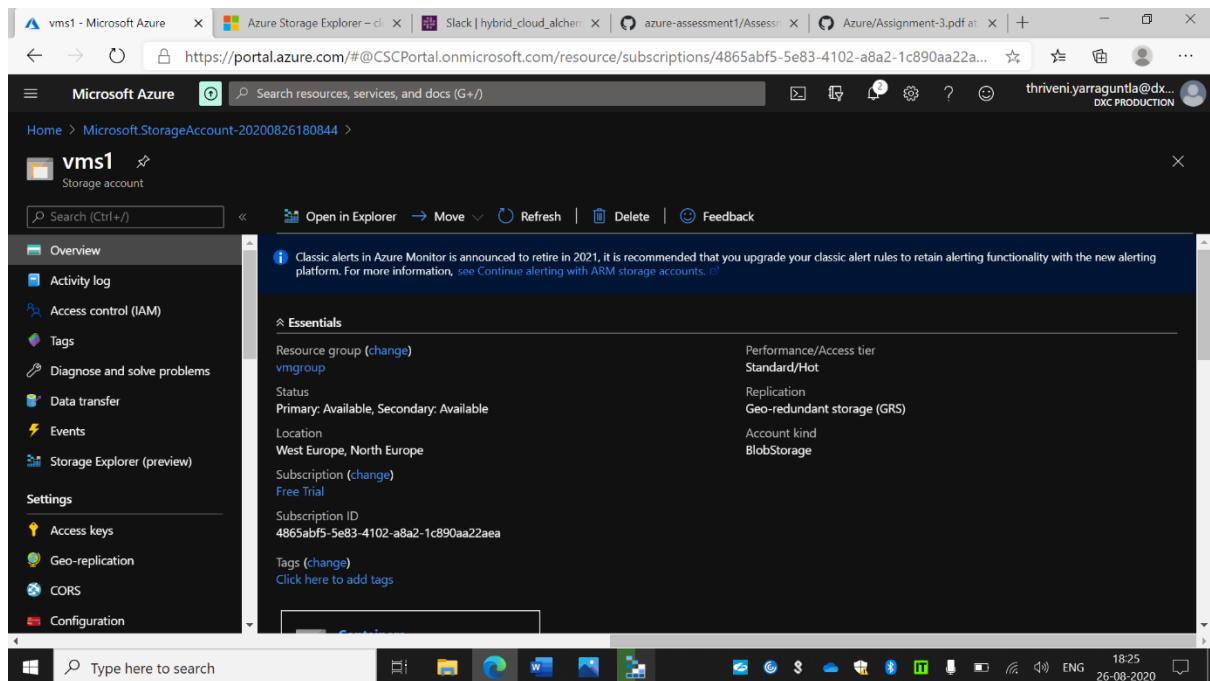 vms1 - Microsoft Azure
Azure Storage Explorer – cl
Slack | hybrid_cloud_alchem
azure-assessment1/Assessm
Azure/Assignment-3.pdf at
https://portal.azure.com/#@CSCPortal.onmicrosoft.com/resource/subscriptions/4865abf5-5e83-4102-a8a2-1c890aa22a...
Microsoft Azure
Search resources, services, and docs (G+/)
2
thriveni.yarraguntla@dx...
DXC PRODUCTION
Home > Microsoft.StorageAccount-20200826180844 >
vms1
Storage account
Search (Ctrl+/)
Open in Explorer
Move
Refresh
Delete
Feedback
Overview
Activity log
Access control (IAM)
Tags
Diagnose and solve problems
Data transfer
Events
Storage Explorer (preview)
Settings
Access keys
Geo-replication
CORS
Configuration
Classic alerts in Azure Monitor is announced to retire in 2021, it is recommended that you upgrade your classic alert rules to retain alerting functionality with the new alerting
platform. For more information, see Continue alerting with ARM storage accounts.
Essentials
Resource group (change)
vmgroup
Status
Primary: Available, Secondary: Available
Location
West Europe, North Europe
Subscription (change)
Free Trial
Subscription ID
4865abf5-5e83-4102-a8a2-1c890aa22aea
Tags (change)
Click here to add tags
Performance/Access tier
Standard/Hot
Replication
Geo-redundant storage (GRS)
Account kind
BlobStorage
Type here to search
ENG
18:25
26-08-2020